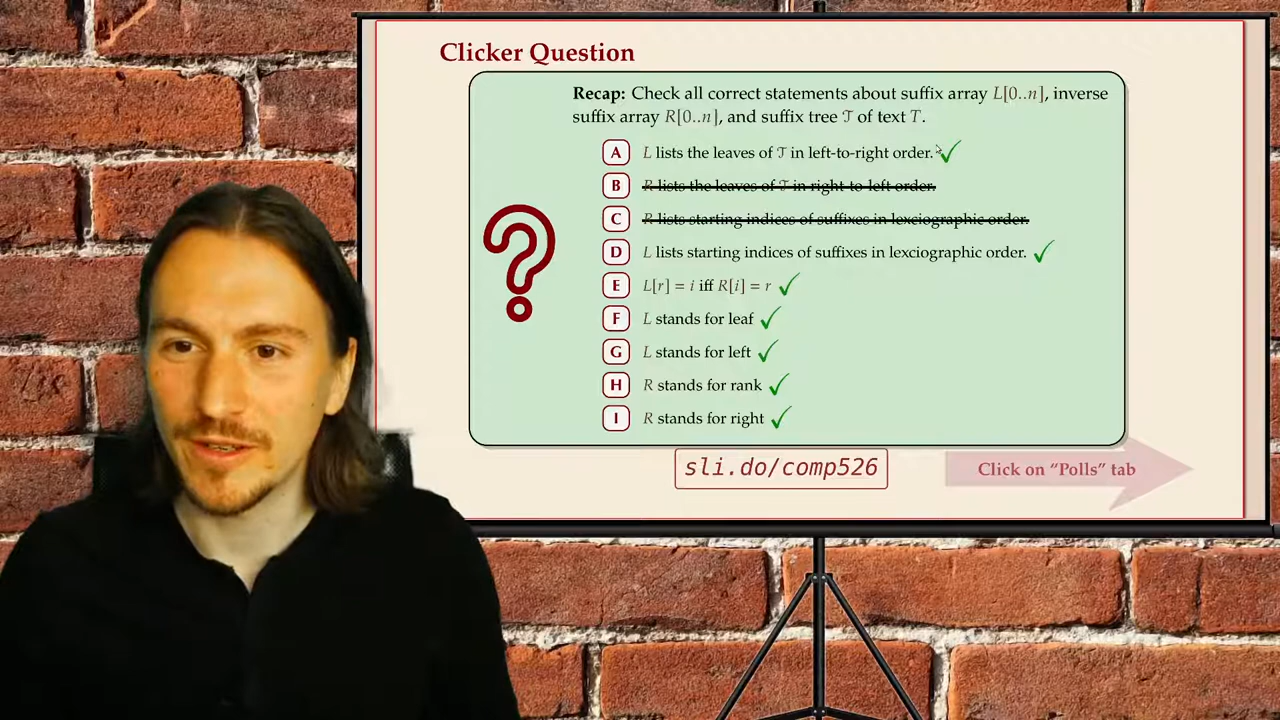 Clicker Question
Recap: Check all correct statements about suffix array L[0..n], inverse
suffix array R[0..n], and suffix tree 𝒯 of text T.
A L lists the leaves of 𝒯 in left-to-right order. ✓
B R lists the leaves of 𝒯 in right-to-left order.
C R lists starting indices of suffixes in lexciographic order.
D L lists starting indices of suffixes in lexciographic order. ✓
E L[r] = i iff R[i] = r ✓
F L stands for leaf ✓
G L stands for left ✓
H R stands for rank ✓
I R stands for right ✓
?
sli.do/comp526
Click on “Polls” tab